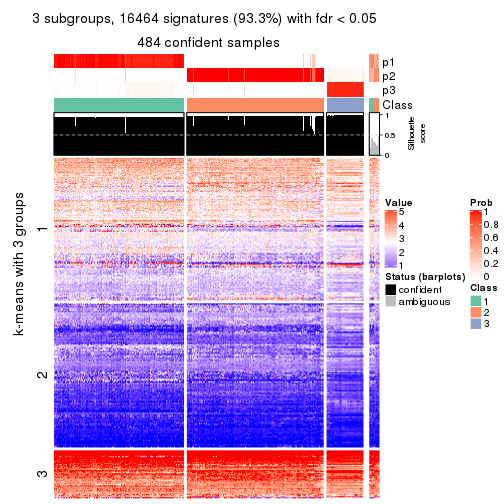 3 subgroups, 16464 signatures (93.3%) with fdr < 0.05
484 confident samples
p1
p2
p3
Class
1
0.5
0
Silhouette
score
k-means with 3 groups
1
2
3
Value
5
4
3
2
1
Status (barplots)
confident
ambiguous
Prob
1
0.8
0.6
0.4
0.2
0
Class
1
2
3